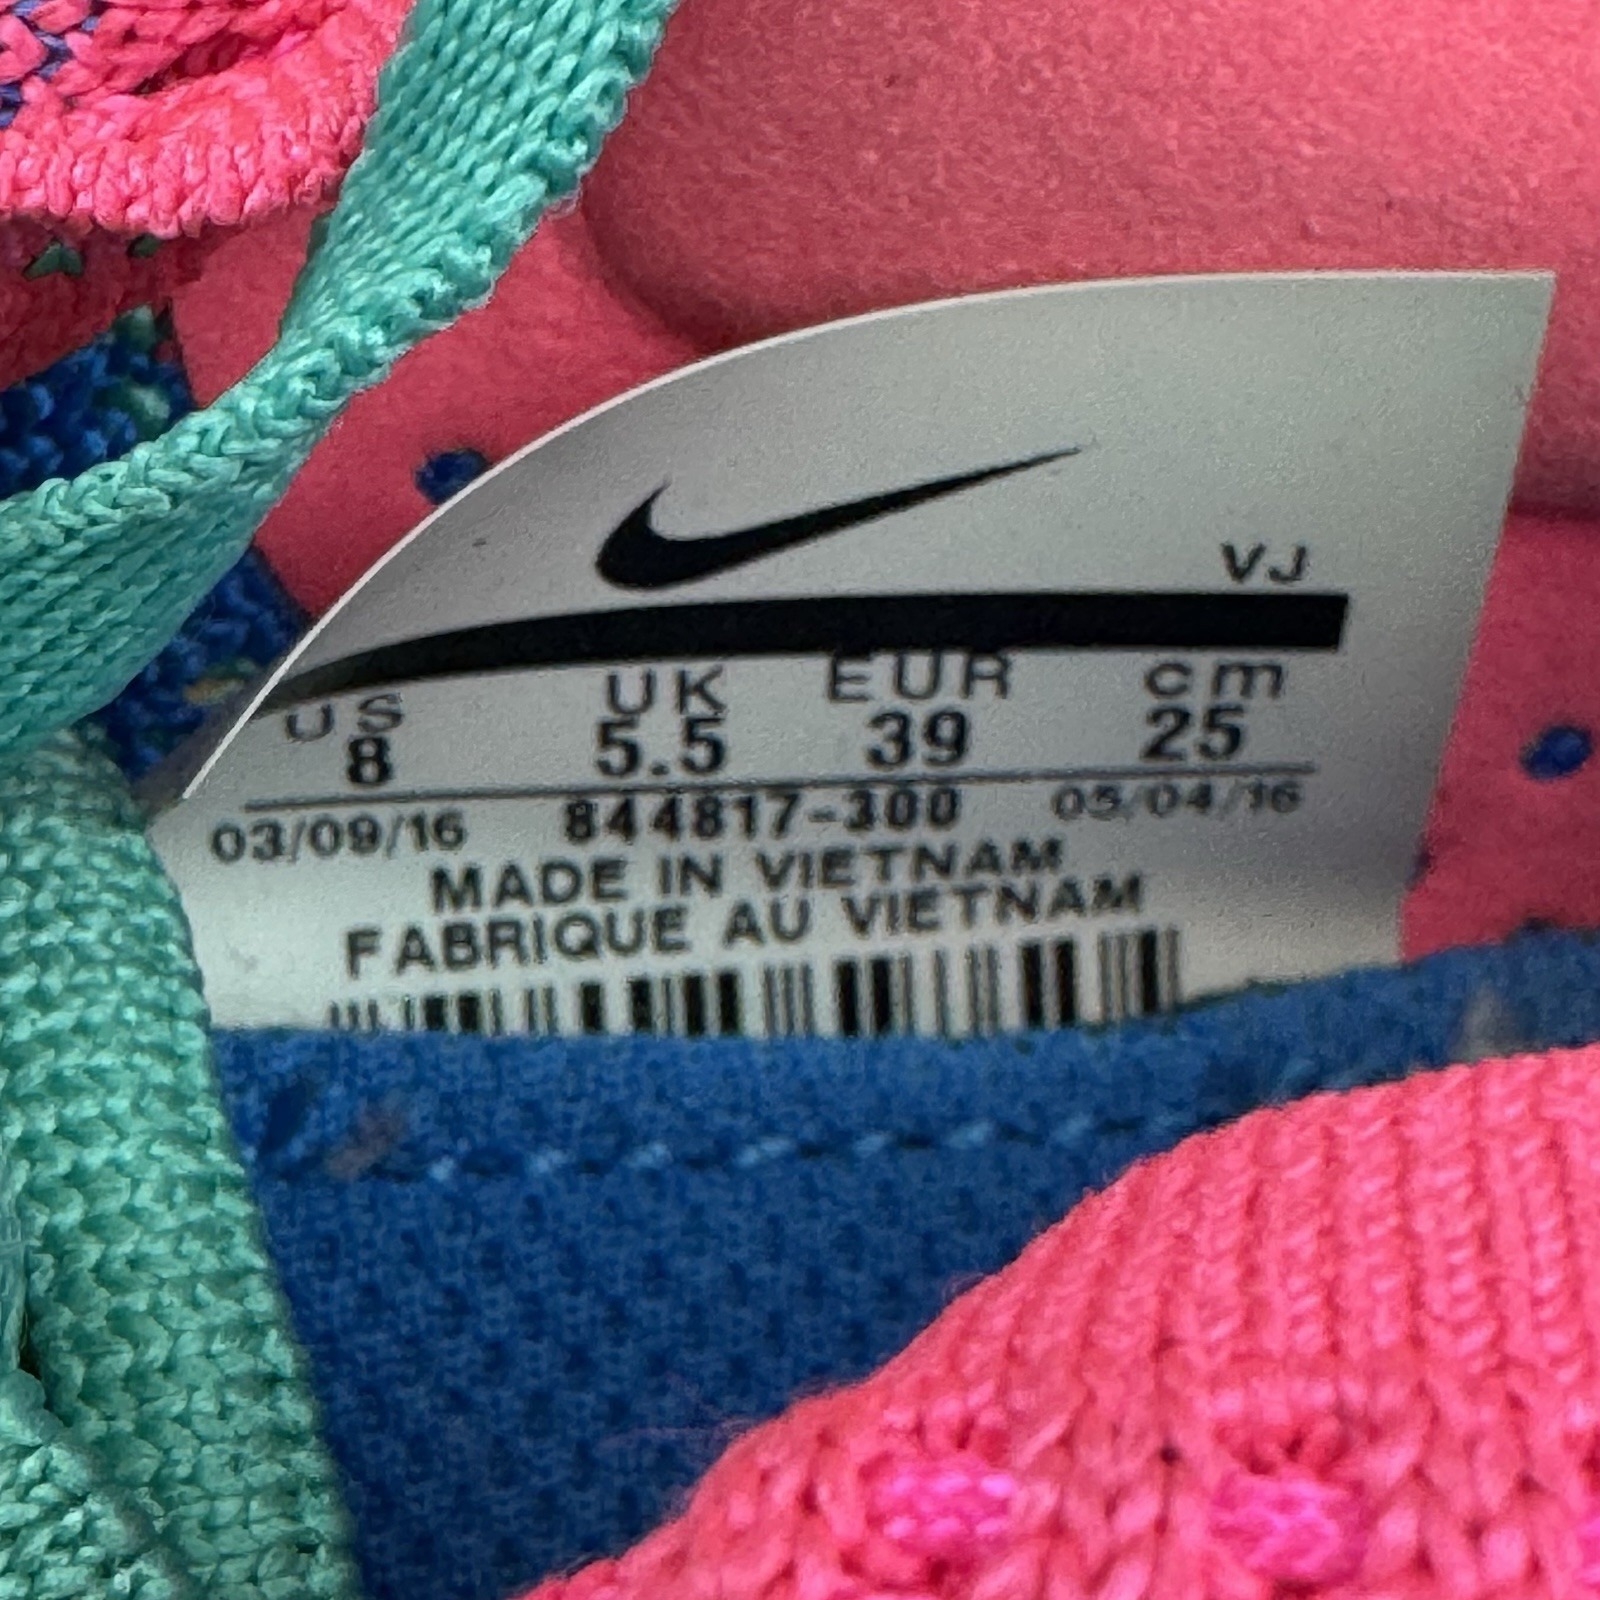 VJ
US UK EUR cm
8 5.5 39 25
03/09/16 844817-300 05/04/16
MADE IN VIETNAM
FABRIQUE AU VIETNAM